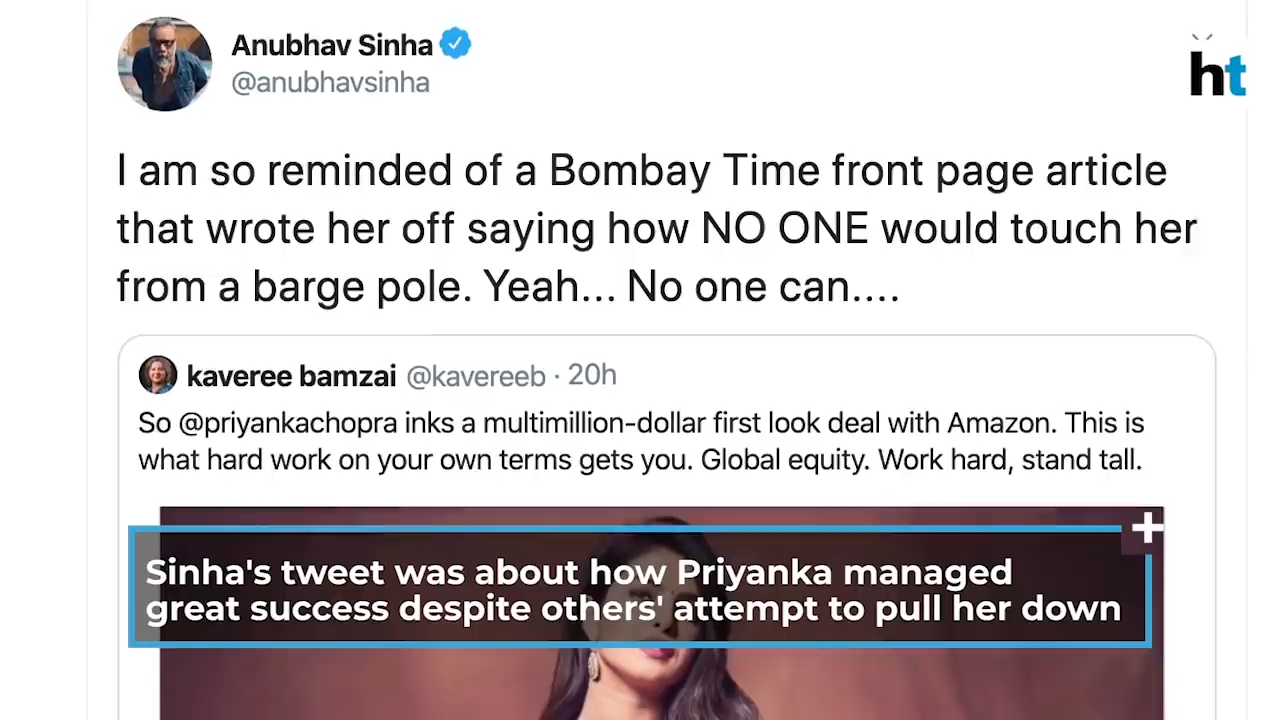 Anubhav Sinha
@anubhavsinha
ht
I am so reminded of a Bombay Time front page article
that wrote her off saying how NO ONE would touch her
from a barge pole. Yeah... No one can....
kaveree bamzai @kavereeb · 20h
So @priyankachopra inks a multimillion-dollar first look deal with Amazon. This is
what hard work on your own terms gets you. Global equity. Work hard, stand tall.
Sinha's tweet was about how Priyanka managed
great success despite others' attempt to pull her down